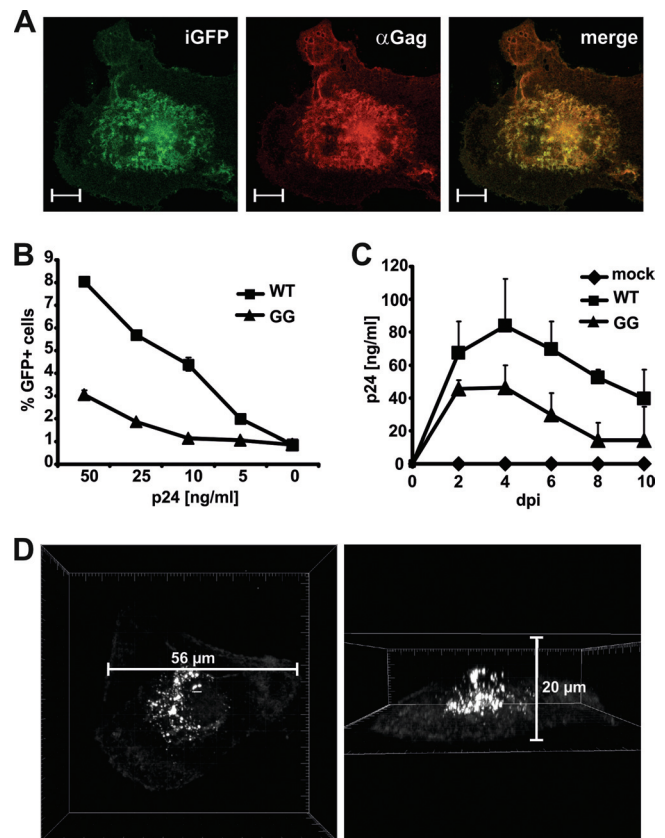 A
iGFP
αGag
merge
B
9
8
7
6
5
4
3
2
1
0
% GFP+ cells
WT
GG
50 25 10 5 0
p24 [ng/ml]
C
120
100
80
60
40
20
0
p24 [ng/ml]
mock
WT
GG
0 2 4 6 8 10
dpi
D
56 µm
20 µm